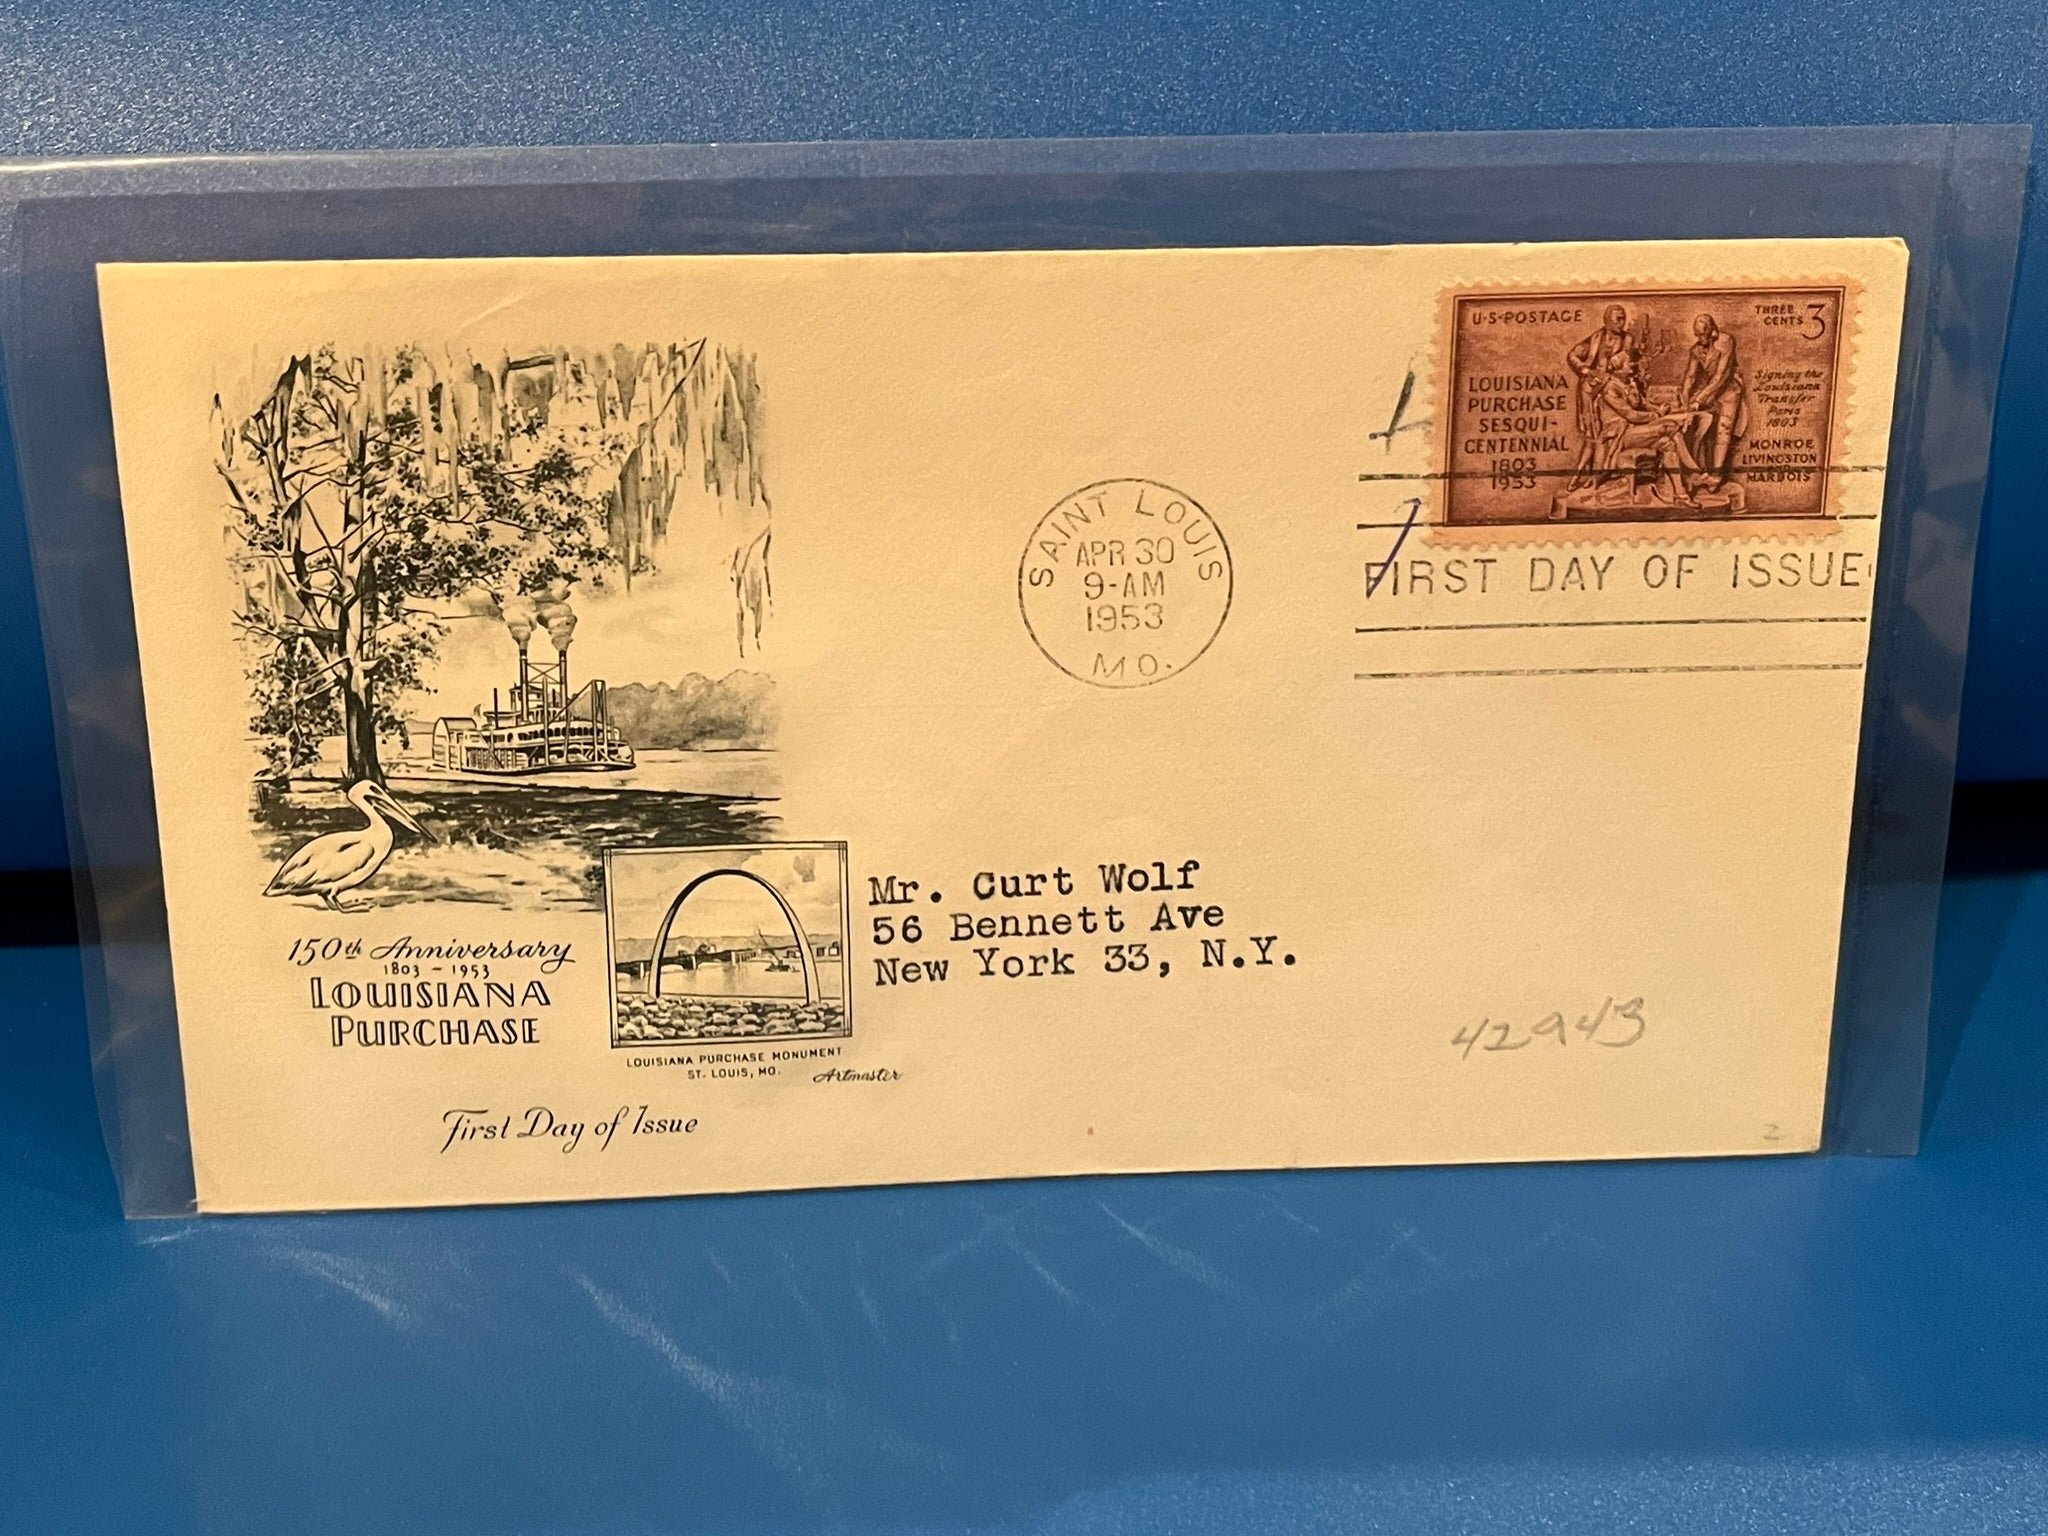 U·S·POSTAGE
THREE CENTS 3
LOUISIANA
PURCHASE
SESQUI-
CENTENNIAL
1803
1953
Signing the
Louisiana
Transfer
Paris
1803
MONROE,
LIVINGSTON
AND
MARBOIS
SAINT LOUIS
APR 30
9-AM
1953
MO.
FIRST DAY OF ISSUE
Mr. Curt Wolf
56 Bennett Ave
New York 33, N.Y.
150th Anniversary
1803 - 1953
LOUISIANA
PURCHASE
LOUISIANA PURCHASE MONUMENT
ST. LOUIS, MO.
Artmaster
First Day of Issue
42943
2